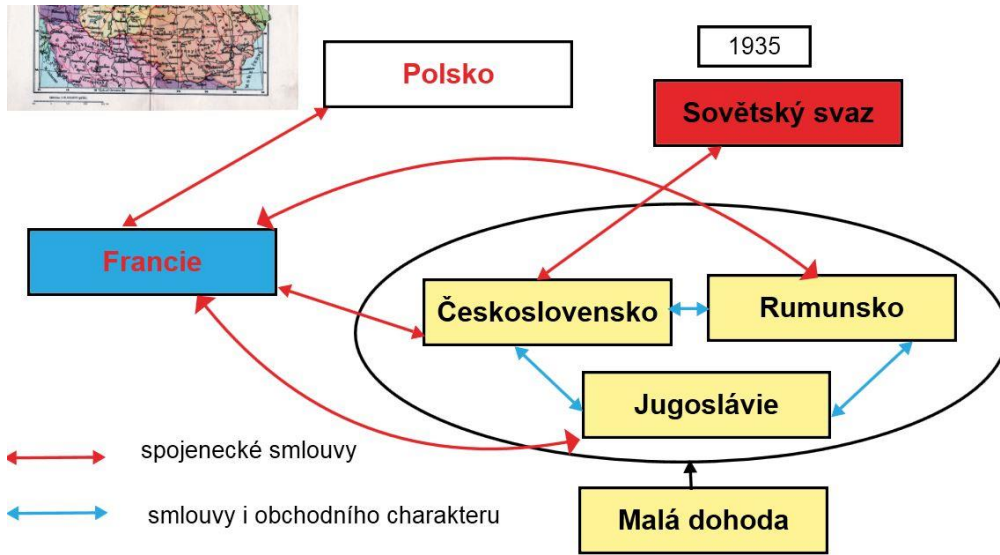 Polsko
1935
Sovětský svaz
Francie
Československo
Rumunsko
Jugoslávie
spojenecké smlouvy
smlouvy i obchodního charakteru
Malá dohoda